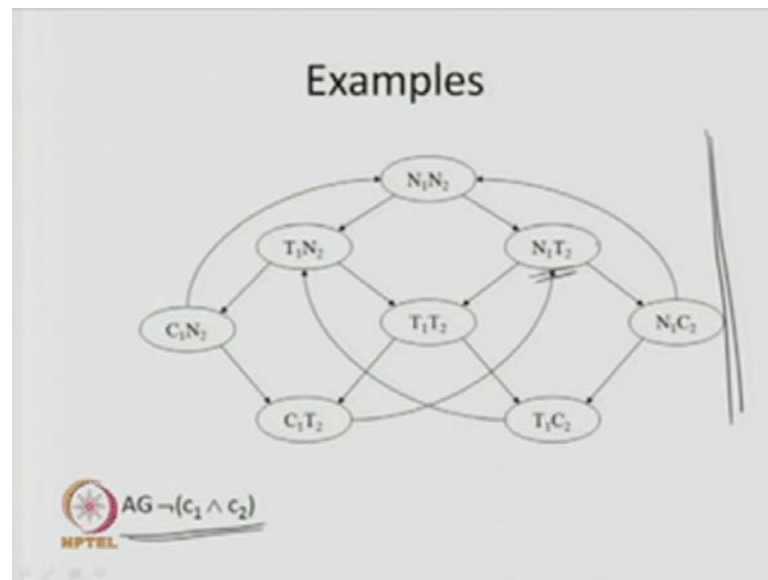 Examples
N₁N₂
T₁N₂
N₁T₂
C₁N₂
T₁T₂
N₁C₂
C₁T₂
T₁C₂
AG ¬(c₁ ∧ c₂)
NPTEL